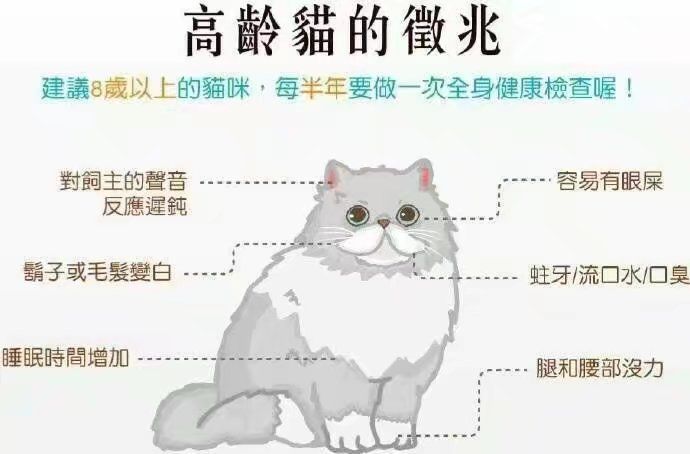 高齡貓的徵兆
建議8歲以上的貓咪，每半年要做一次全身健康檢查喔！
對飼主的聲音
反應遲鈍
容易有眼屎
鬍子或毛髮變白
蛀牙/流口水/口臭
睡眠時間增加
腿和腰部沒力